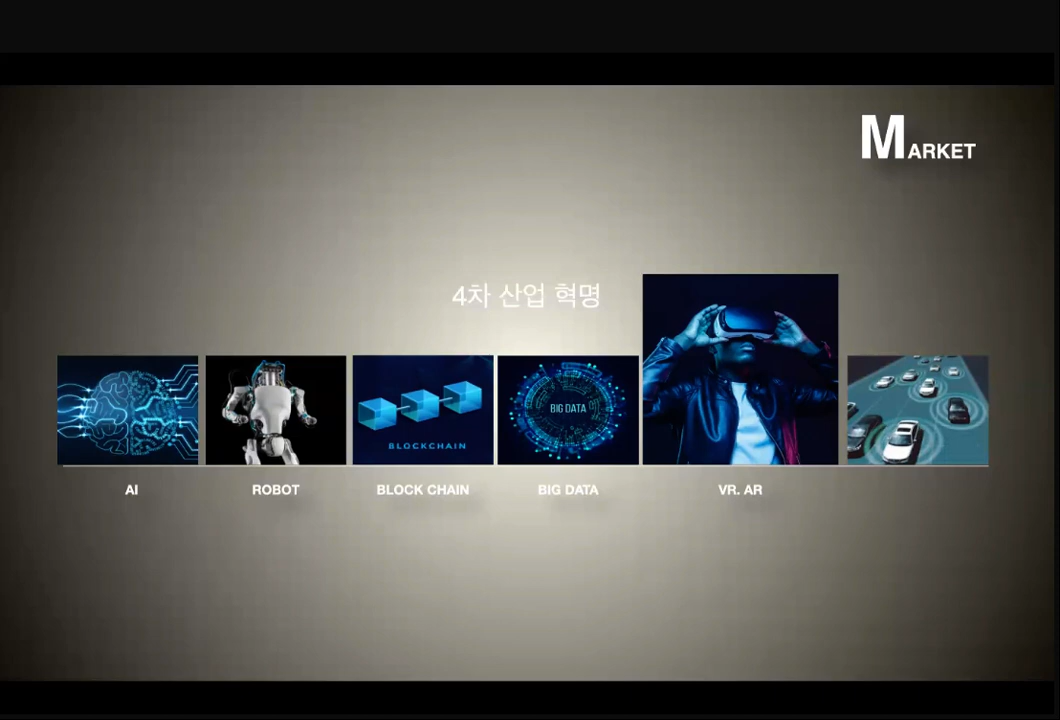 MARKET
4차 산업 혁명
BLOCKCHAIN
BIG DATA
AI
ROBOT
BLOCK CHAIN
BIG DATA
VR. AR